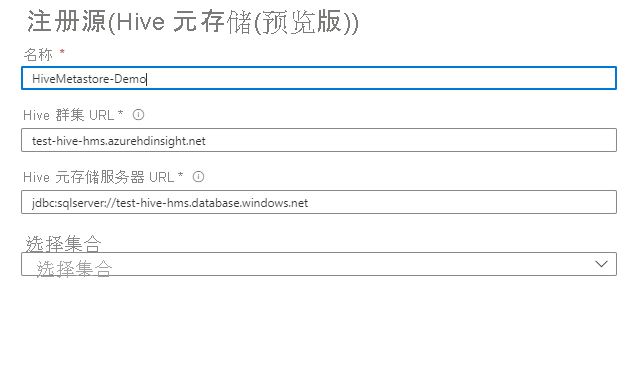 注册源(Hive 元存储(预览版))
名称 *
HiveMetastore-Demo
Hive 群集 URL *
test-hive-hms.azurehdinsight.net
Hive 元存储服务器 URL *
jdbc:sqlserver://test-hive-hms.database.windows.net
选择集合
选择集合